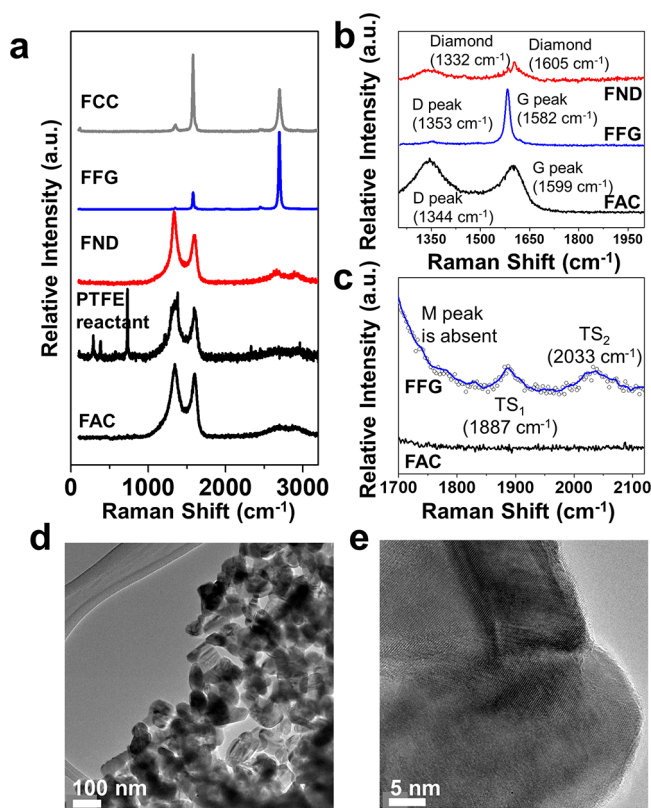 a
FCC
FFG
FND
PTFE
reactant
FAC
Relative Intensity (a.u.)
0 1000 2000 3000
Raman Shift (cm-1)
b
Diamond
(1332 cm-1)
Diamond
(1605 cm-1)
FND
D peak
(1353 cm-1)
G peak
(1582 cm-1)
FFG
G peak
(1599 cm-1)
D peak
(1344 cm-1)
FAC
Relative Intensity (a.u.)
1350 1500 1650 1800 1950
Raman Shift (cm-1)
c
M peak
is absent
TS2
(2033 cm-1)
FFG
TS1
(1887 cm-1)
FAC
Relative Intensity (a.u.)
1700 1800 1900 2000 2100
Raman Shift (cm-1)
d
100 nm
e
5 nm